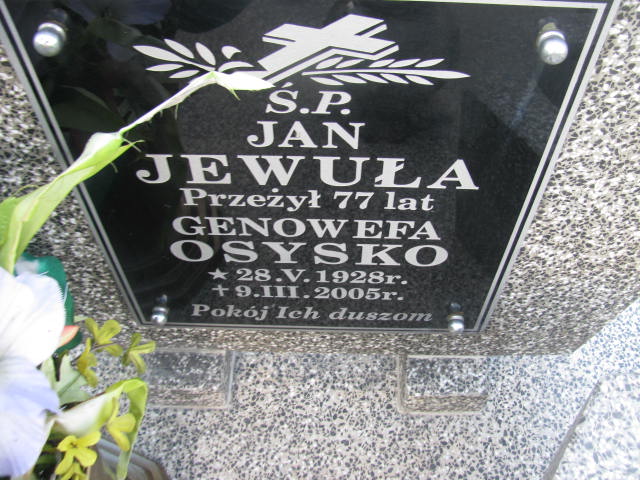 Ś.P.
JAN
JEWUŁA
Przeżył 77 lat
GENOWEFA
OSYSKO
★ 28.V.1928r.
✝ 9.III.2005r.
Pokój Ich duszom